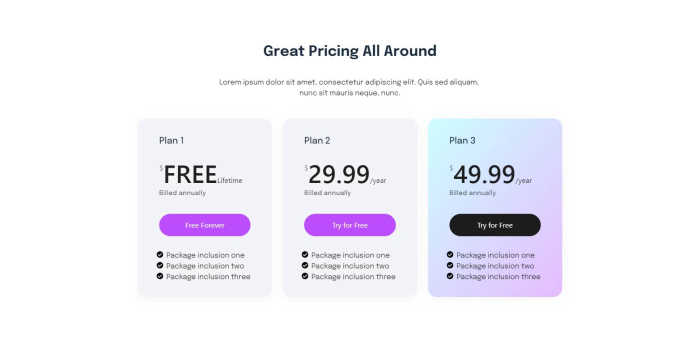 Great Pricing All Around
Lorem ipsum dolor sit amet, consectetur adipiscing elit. Quis sed aliquam,
nunc sit mauris neque, nunc.
Plan 1
$FREE Lifetime
Billed annually
Free Forever
Package inclusion one
Package inclusion two
Package inclusion three
Plan 2
$29.99/year
Billed annually
Try for Free
Package inclusion one
Package inclusion two
Package inclusion three
Plan 3
$49.99/year
Billed annually
Try for Free
Package inclusion one
Package inclusion two
Package inclusion three